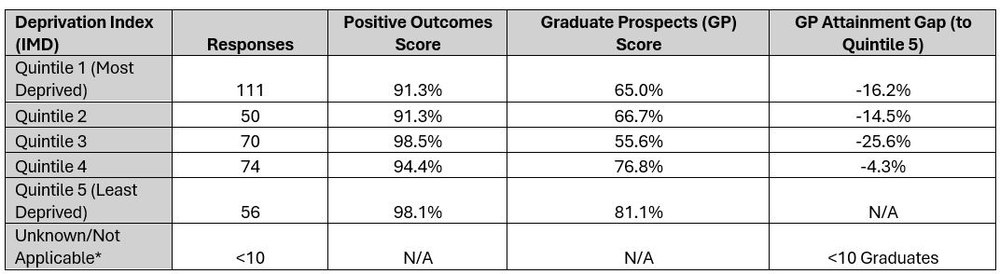 Deprivation Index (IMD) Responses Positive Outcomes Score Graduate Prospects (GP) Score GP Attainment Gap (to Quintile 5)
Quintile 1 (Most Deprived) 111 91.3% 65.0% -16.2%
Quintile 2 50 91.3% 66.7% -14.5%
Quintile 3 70 98.5% 55.6% -25.6%
Quintile 4 74 94.4% 76.8% -4.3%
Quintile 5 (Least Deprived) 56 98.1% 81.1% N/A
Unknown/Not Applicable* <10 N/A N/A <10 Graduates